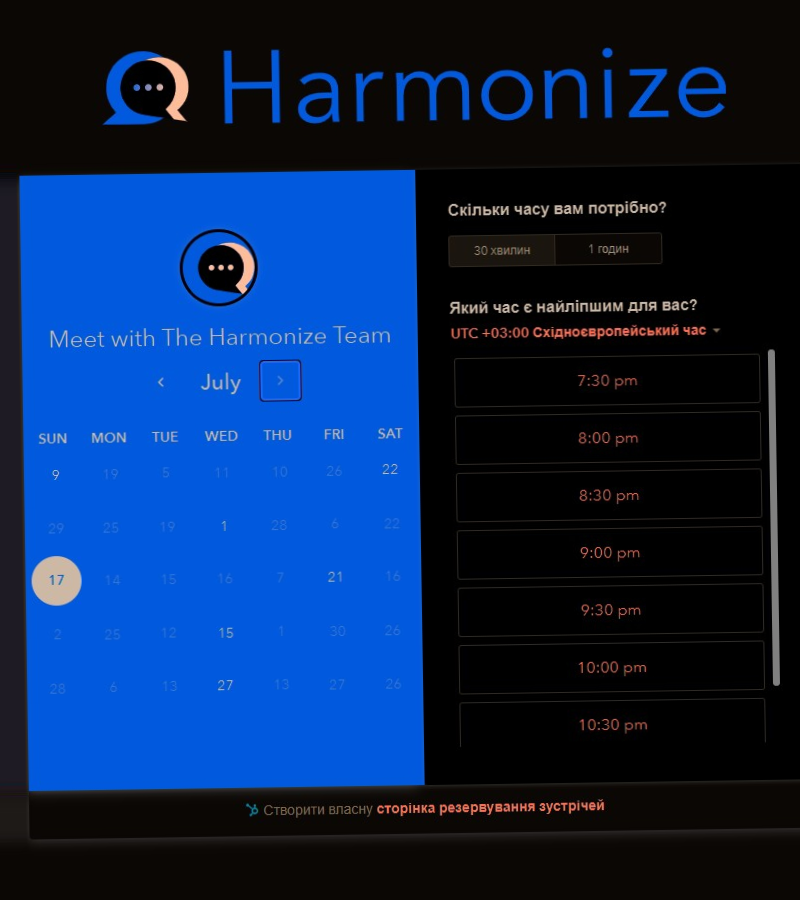 Harmonize
Meet with The Harmonize Team
July
SUN MON TUE WED THU FRI SAT
9 19 5 11 10 26 22
29 25 19 1 28 6 22
17 14 15 16 7 21 16
2 25 12 15 1 30 26
28 6 13 27 13 27 26
Скільки часу вам потрібно?
30 хвилин 1 годин
Який час є найліпшим для вас?
UTC +03:00 Східноєвропейський час
7:30 pm
8:00 pm
8:30 pm
9:00 pm
9:30 pm
10:00 pm
10:30 pm
Створити власну сторінка резервування зустрічей